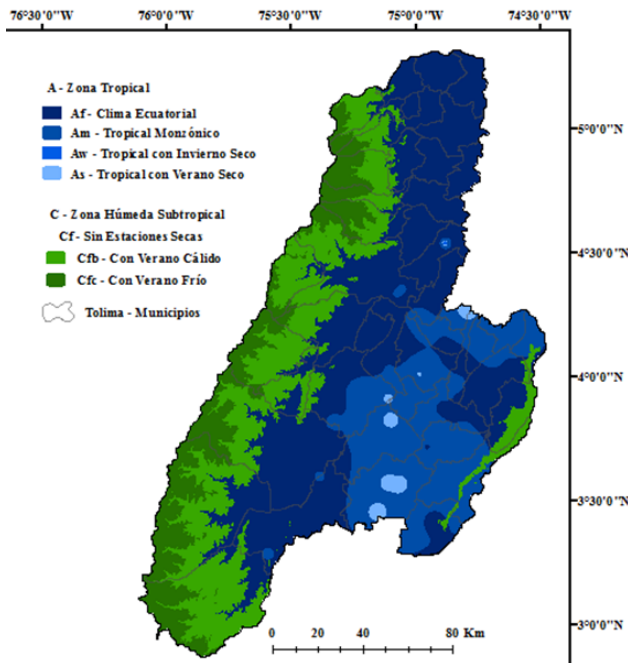 76°30'0"W 76°0'0"W 75°30'0"W 75°0'0"W 74°30'0"W
A - Zona Tropical
Af - Clima Ecuatorial
Am - Tropical Monzónico
Aw - Tropical con Invierno Seco
As - Tropical con Verano Seco
C - Zona Húmeda Subtropical
Cf - Sin Estaciones Secas
Cfb - Con Verano Cálido
Cfc - Con Verano Frío
Tolima - Municipios
5°0'0"N
4°30'0"N
4°0'0"N
3°30'0"N
3°0'0"N
0 20 40 60 80 Km